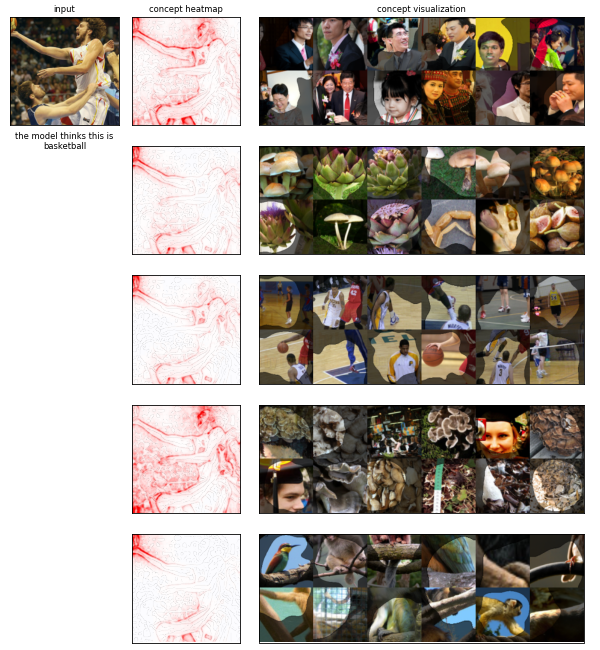 input
concept heatmap
concept visualization
the model thinks this is
basketball